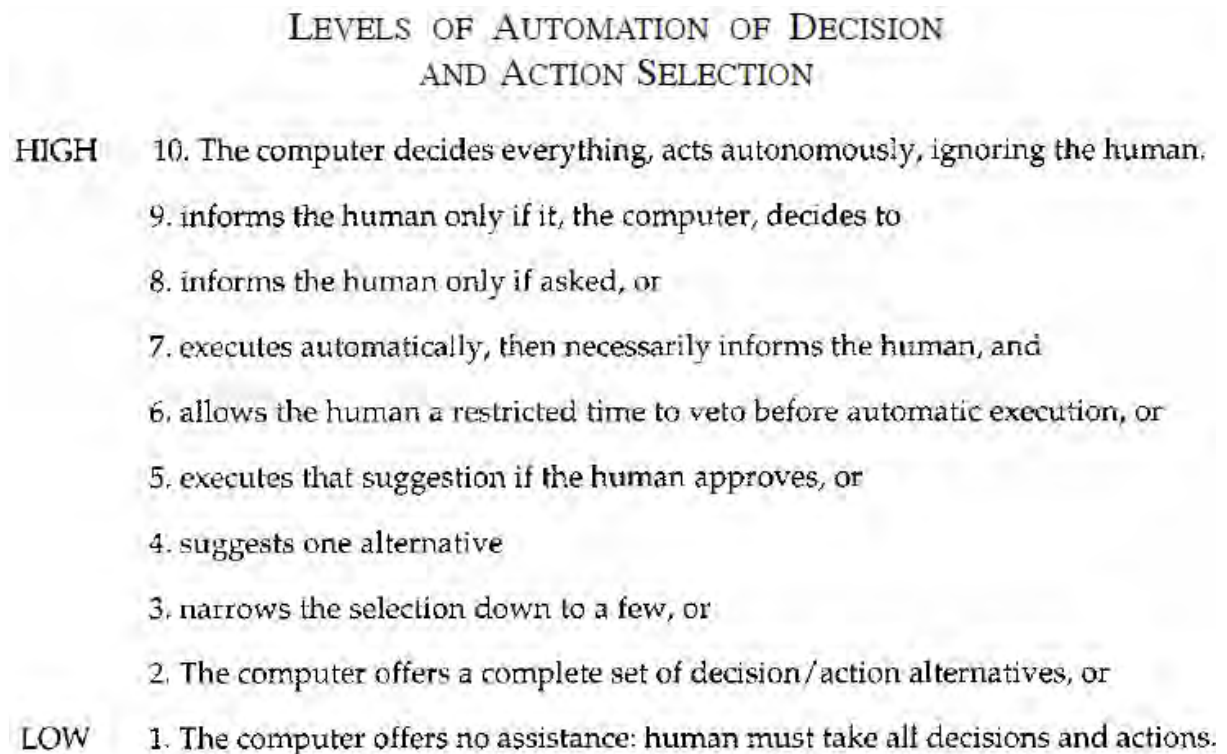 LEVELS OF AUTOMATION OF DECISION
AND ACTION SELECTION
HIGH 10. The computer decides everything, acts autonomously, ignoring the human.
9. informs the human only if it, the computer, decides to
8. informs the human only if asked, or
7. executes automatically, then necessarily informs the human, and
6. allows the human a restricted time to veto before automatic execution, or
5. executes that suggestion if the human approves, or
4. suggests one alternative
3. narrows the selection down to a few, or
2. The computer offers a complete set of decision/action alternatives, or
LOW 1. The computer offers no assistance: human must take all decisions and actions.